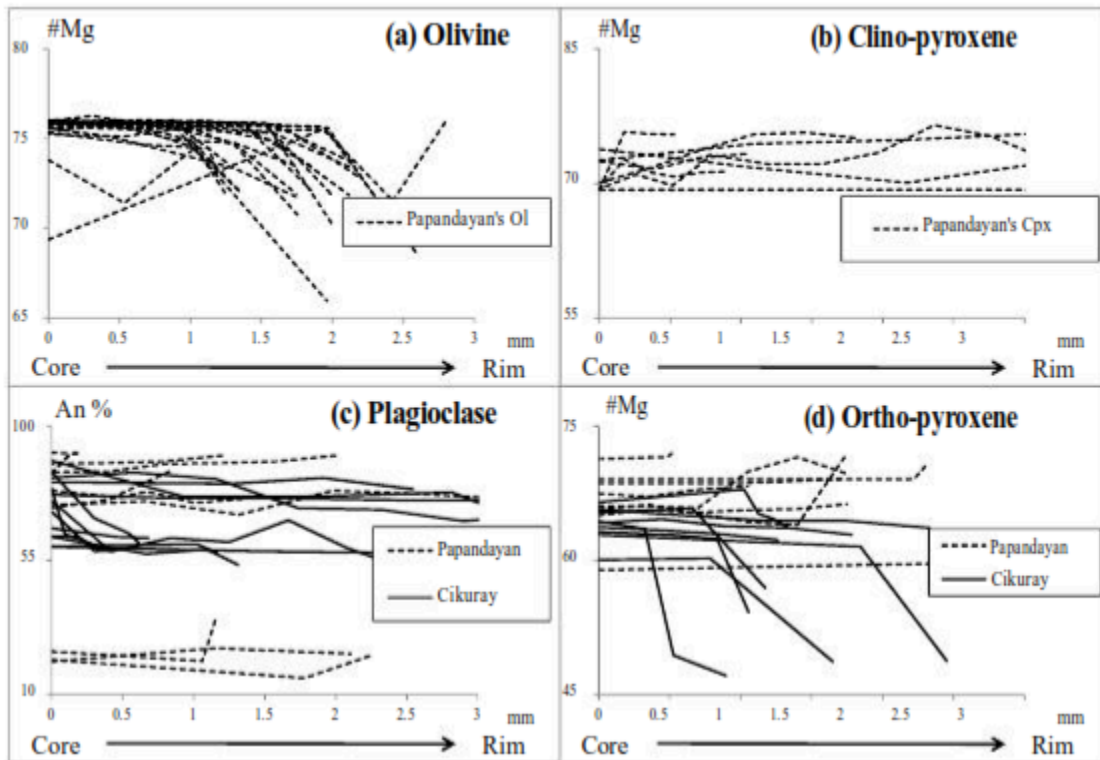 #Mg
(a) Olivine
80
75
70
65
Papandayan's Ol
0 0.5 1 1.5 2 2.5 3
mm
Core Rim
#Mg
(b) Clino-pyroxene
85
70
55
Papandayan's Cpx
0 0.5 1 1.5 2 2.5 3
mm
Core Rim
An %
(c) Plagioclase
100
55
10
Papandayan
Cikuray
0 0.5 1 1.5 2 2.5 3
mm
Core Rim
#Mg
(d) Ortho-pyroxene
75
60
45
Papandayan
Cikuray
0 0.5 1 1.5 2 2.5 3
mm
Core Rim